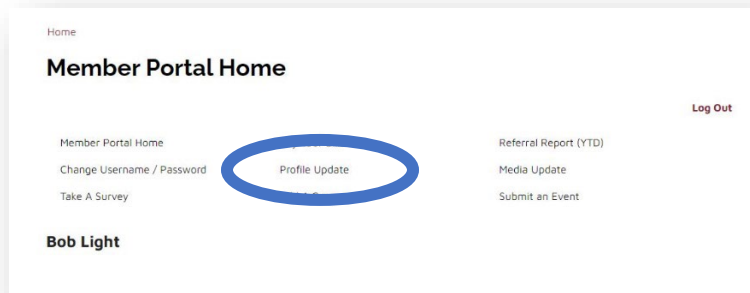 Home
Member Portal Home
Log Out
Member Portal Home Referral Report (YTD)
Change Username / Password Profile Update Media Update
Take A Survey Submit an Event
Bob Light